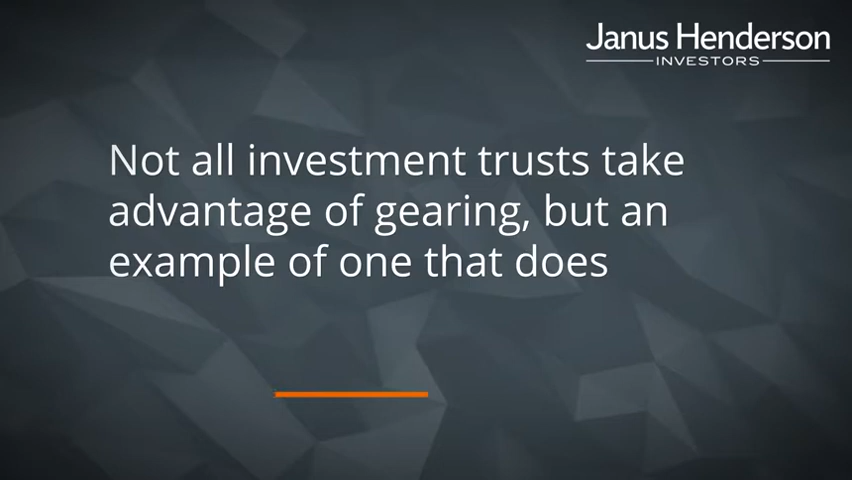 Janus Henderson
INVESTORS
Not all investment trusts take
advantage of gearing, but an
example of one that does